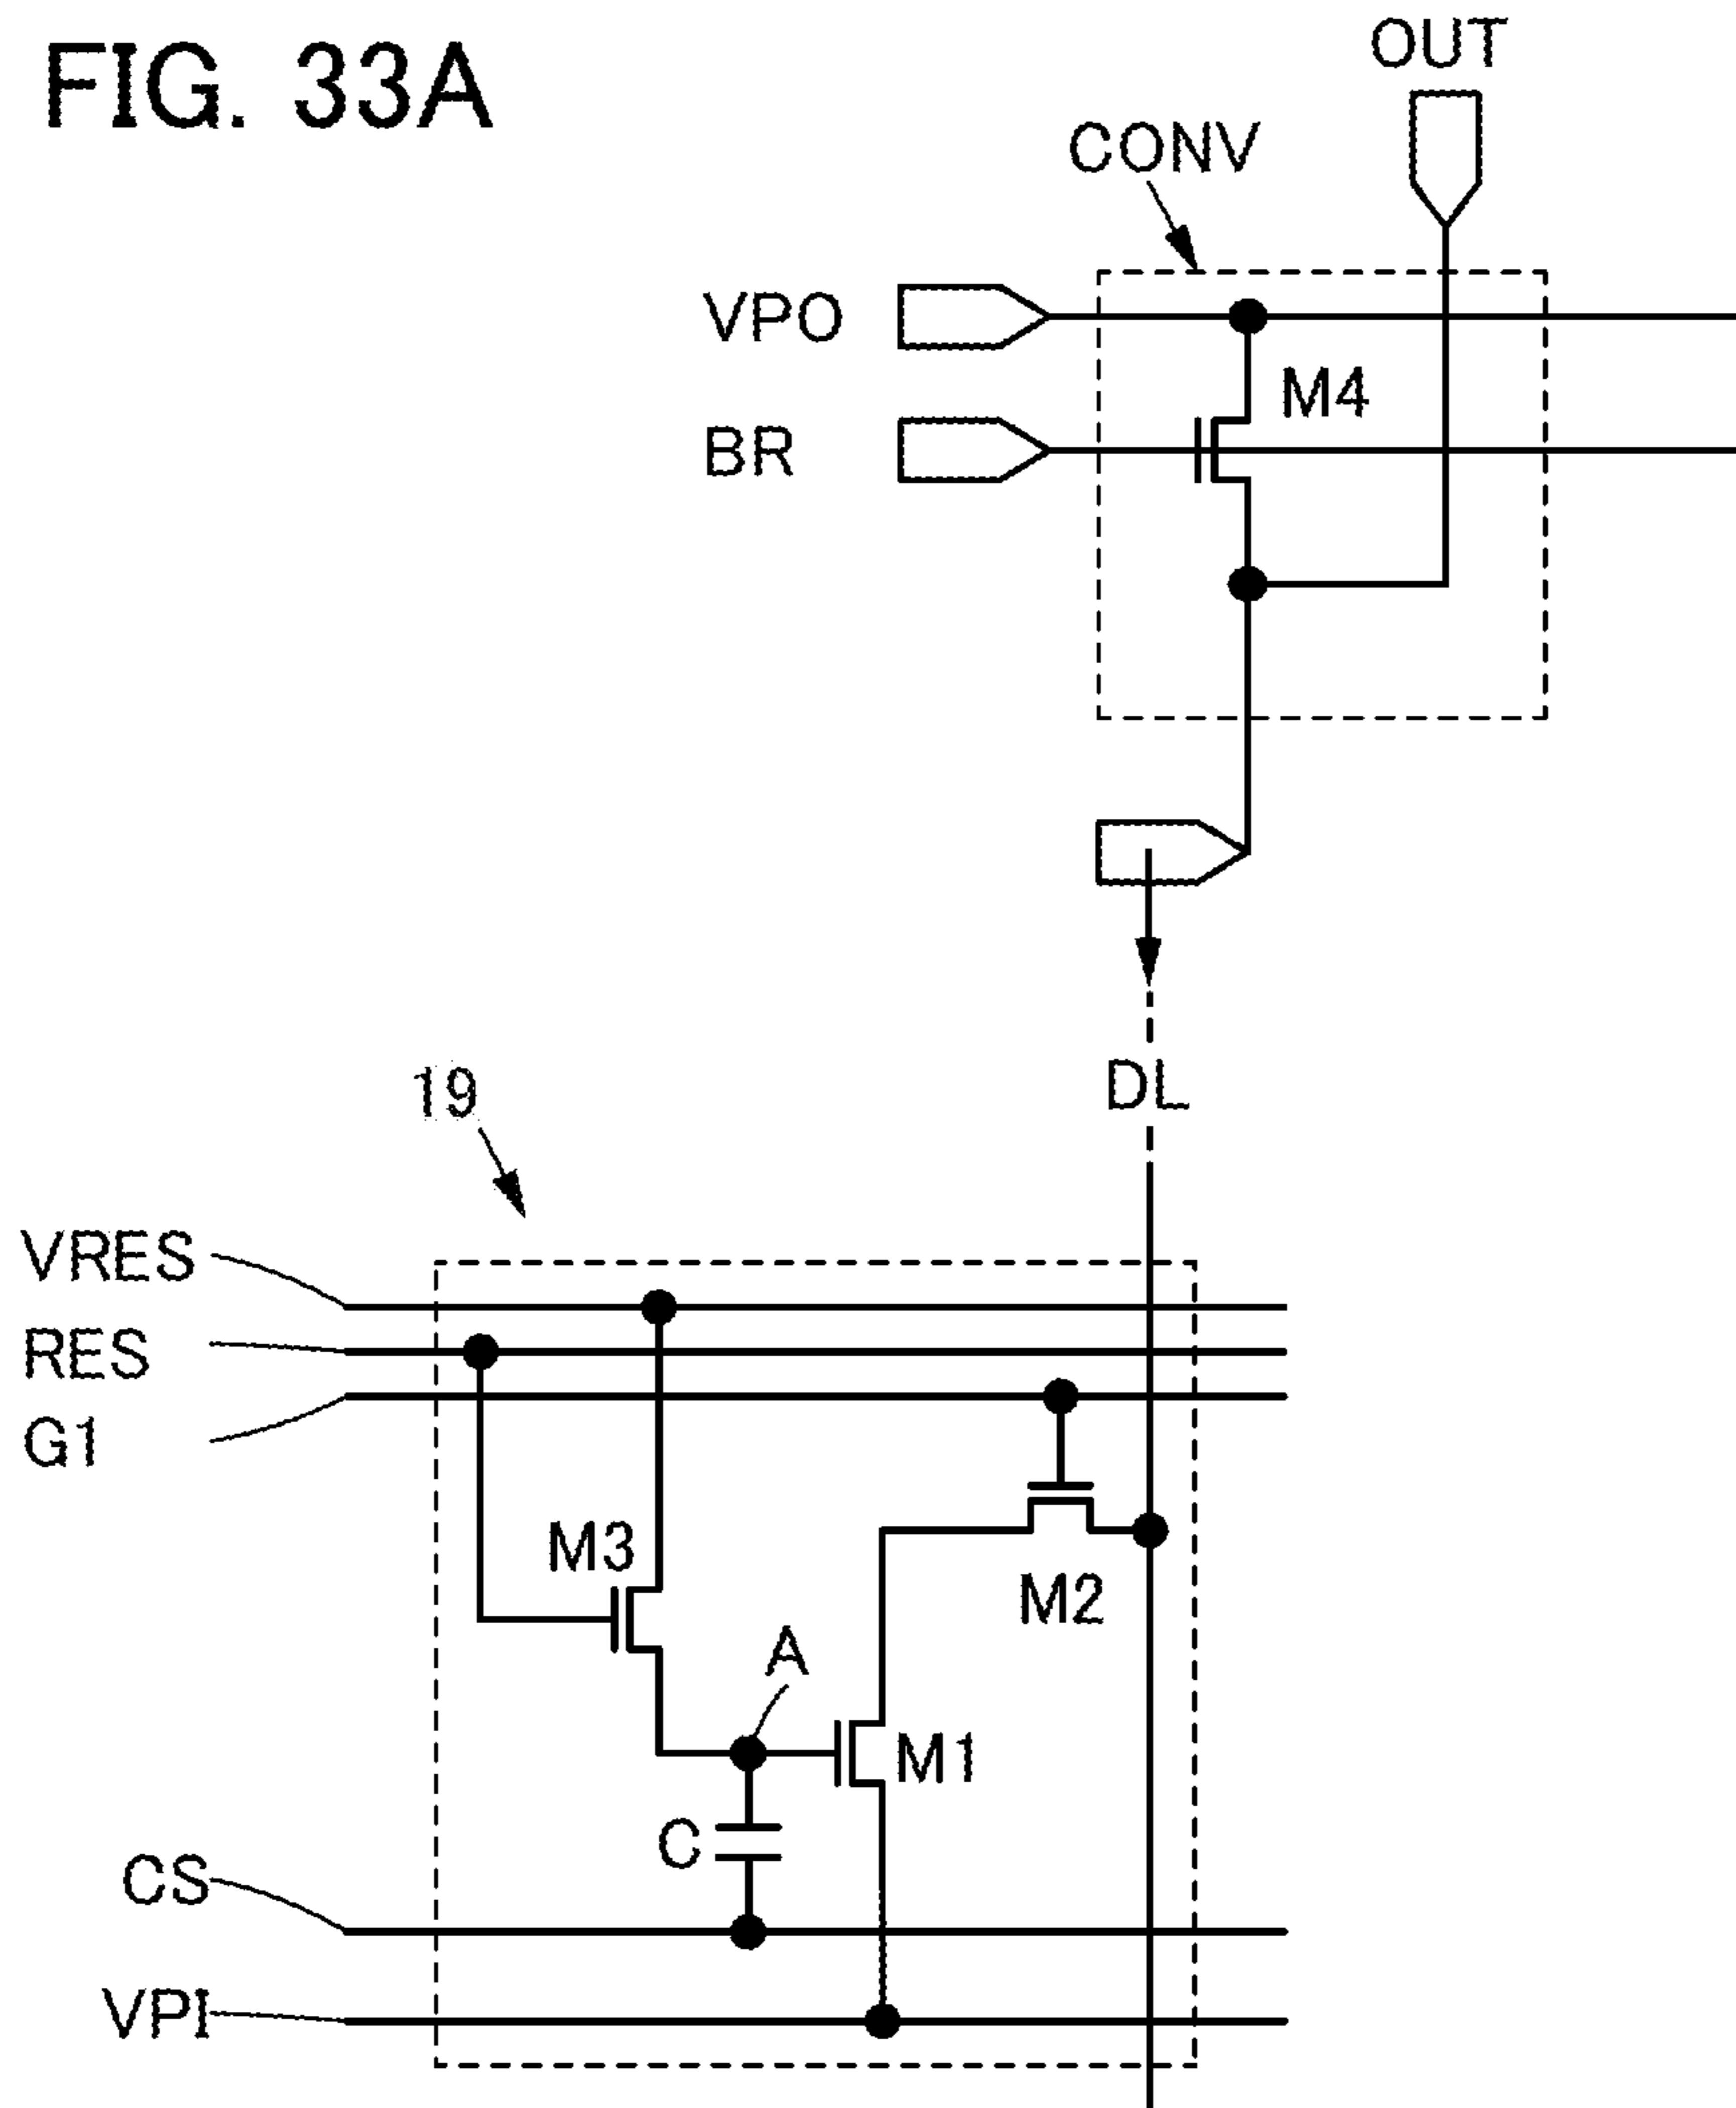 FIG. 33A
OUT
CONV
VPO
M4
BR
DL
19
VRES
RES
G1
M3
M2
A
M1
C
CS
VPI